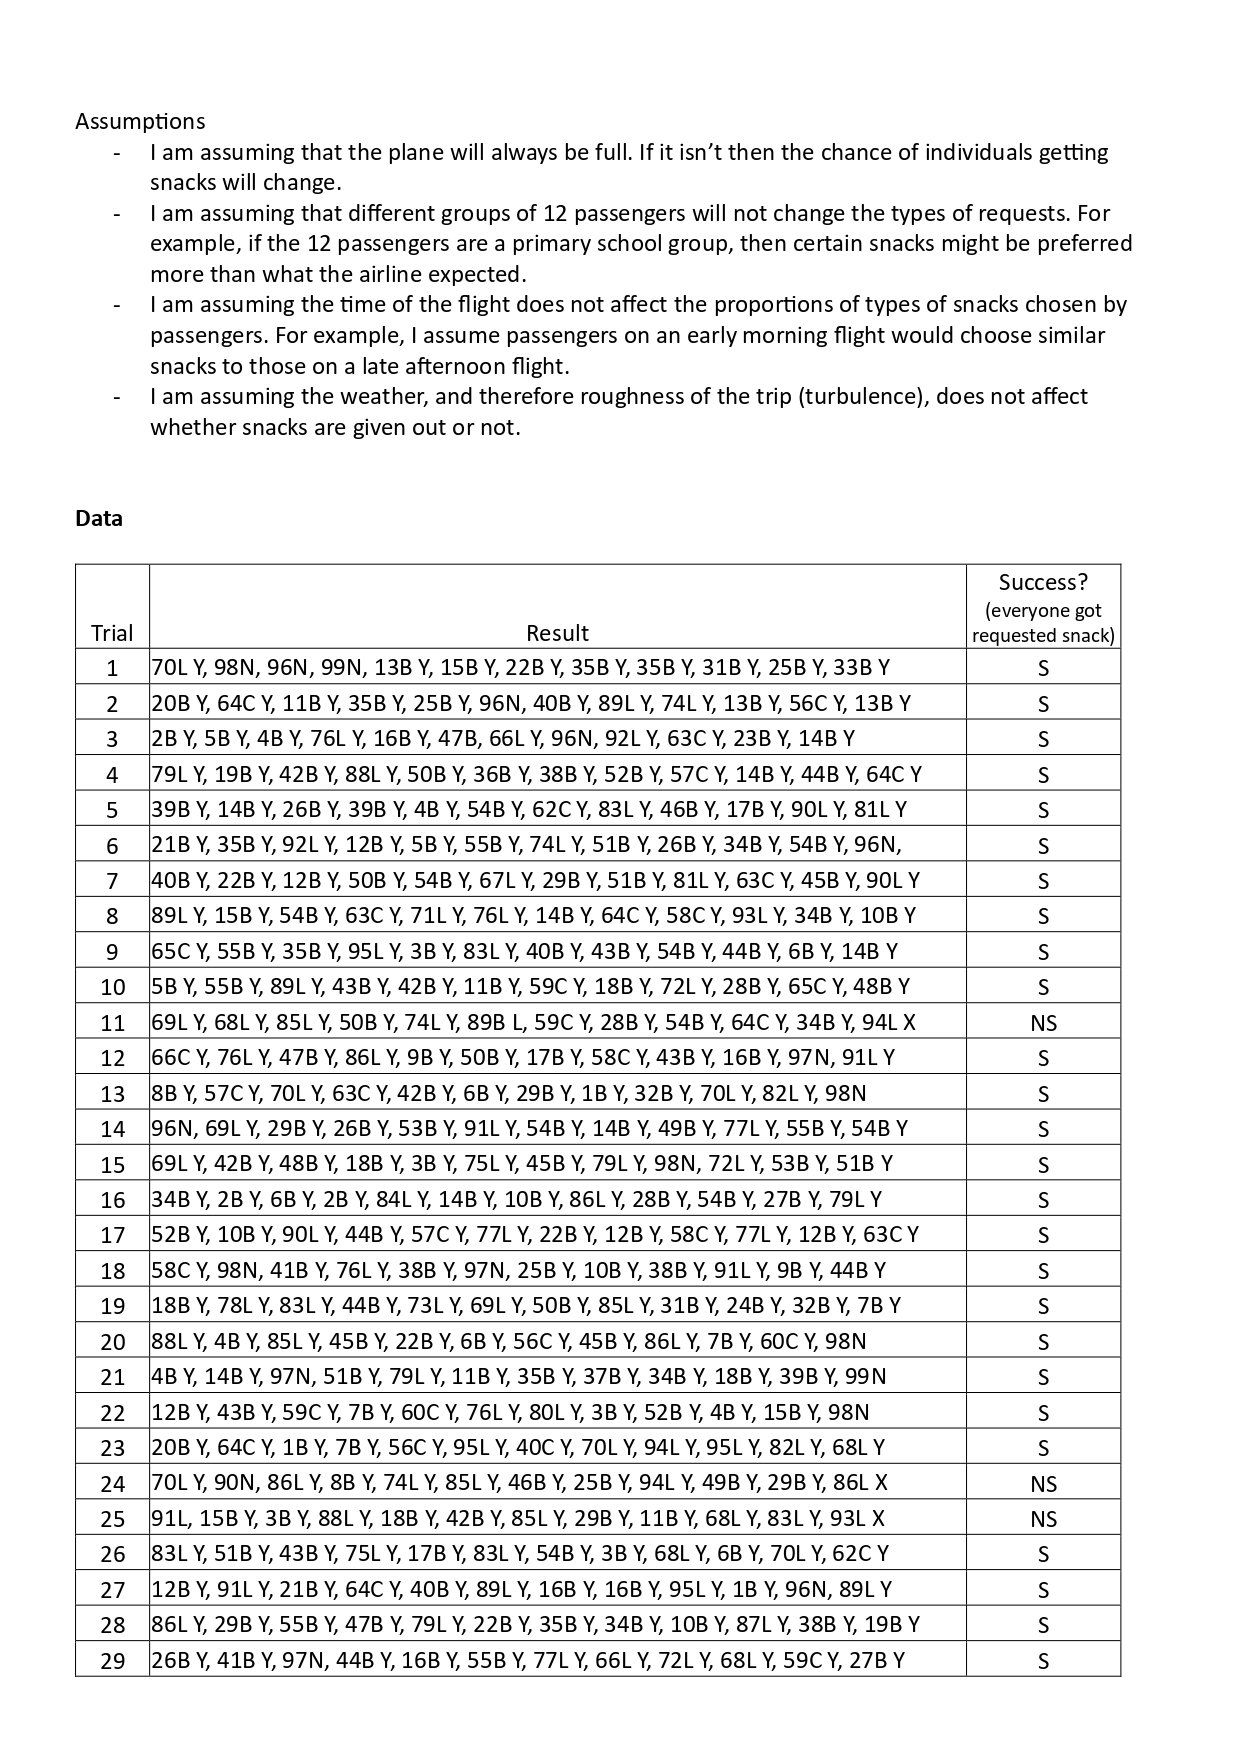 Assumptions
- I am assuming that the plane will always be full. If it isn’t then the chance of individuals getting
snacks will change.
- I am assuming that different groups of 12 passengers will not change the types of requests. For
example, if the 12 passengers are a primary school group, then certain snacks might be preferred
more than what the airline expected.
- I am assuming the time of the flight does not affect the proportions of types of snacks chosen by
passengers. For example, I assume passengers on an early morning flight would choose similar
snacks to those on a late afternoon flight.
- I am assuming the weather, and therefore roughness of the trip (turbulence), does not affect
whether snacks are given out or not.
Data
Trial Result Success? (everyone got requested snack)
1 70L Y, 98N, 96N, 99N, 13B Y, 15B Y, 22B Y, 35B Y, 35B Y, 31B Y, 25B Y, 33B Y S
2 20B Y, 64C Y, 11B Y, 35B Y, 25B Y, 96N, 40B Y, 89L Y, 74L Y, 13B Y, 56C Y, 13B Y S
3 2B Y, 5B Y, 4B Y, 76L Y, 16B Y, 47B, 66L Y, 96N, 92L Y, 63C Y, 23B Y, 14B Y S
4 79L Y, 19B Y, 42B Y, 88L Y, 50B Y, 36B Y, 38B Y, 52B Y, 57C Y, 14B Y, 44B Y, 64C Y S
5 39B Y, 14B Y, 26B Y, 39B Y, 4B Y, 54B Y, 62C Y, 83L Y, 46B Y, 17B Y, 90L Y, 81L Y S
6 21B Y, 35B Y, 92L Y, 12B Y, 5B Y, 55B Y, 74L Y, 51B Y, 26B Y, 34B Y, 54B Y, 96N, S
7 40B Y, 22B Y, 12B Y, 50B Y, 54B Y, 67L Y, 29B Y, 51B Y, 81L Y, 63C Y, 45B Y, 90L Y S
8 89L Y, 15B Y, 54B Y, 63C Y, 71L Y, 76L Y, 14B Y, 64C Y, 58C Y, 93L Y, 34B Y, 10B Y S
9 65C Y, 55B Y, 35B Y, 95L Y, 3B Y, 83L Y, 40B Y, 43B Y, 54B Y, 44B Y, 6B Y, 14B Y S
10 5B Y, 55B Y, 89L Y, 43B Y, 42B Y, 11B Y, 59C Y, 18B Y, 72L Y, 28B Y, 65C Y, 48B Y S
11 69L Y, 68L Y, 85L Y, 50B Y, 74L Y, 89B L, 59C Y, 28B Y, 54B Y, 64C Y, 34B Y, 94L X NS
12 66C Y, 76L Y, 47B Y, 86L Y, 9B Y, 50B Y, 17B Y, 58C Y, 43B Y, 16B Y, 97N, 91L Y S
13 8B Y, 57C Y, 70L Y, 63C Y, 42B Y, 6B Y, 29B Y, 1B Y, 32B Y, 70L Y, 82L Y, 98N S
14 96N, 69L Y, 29B Y, 26B Y, 53B Y, 91L Y, 54B Y, 14B Y, 49B Y, 77L Y, 55B Y, 54B Y S
15 69L Y, 42B Y, 48B Y, 18B Y, 3B Y, 75L Y, 45B Y, 79L Y, 98N, 72L Y, 53B Y, 51B Y S
16 34B Y, 2B Y, 6B Y, 2B Y, 84L Y, 14B Y, 10B Y, 86L Y, 28B Y, 54B Y, 27B Y, 79L Y S
17 52B Y, 10B Y, 90L Y, 44B Y, 57C Y, 77L Y, 22B Y, 12B Y, 58C Y, 77L Y, 12B Y, 63C Y S
18 58C Y, 98N, 41B Y, 76L Y, 38B Y, 97N, 25B Y, 10B Y, 38B Y, 91L Y, 9B Y, 44B Y S
19 18B Y, 78L Y, 83L Y, 44B Y, 73L Y, 69L Y, 50B Y, 85L Y, 31B Y, 24B Y, 32B Y, 7B Y S
20 88L Y, 4B Y, 85L Y, 45B Y, 22B Y, 6B Y, 56C Y, 45B Y, 86L Y, 7B Y, 60C Y, 98N S
21 4B Y, 14B Y, 97N, 51B Y, 79L Y, 11B Y, 35B Y, 37B Y, 34B Y, 18B Y, 39B Y, 99N S
22 12B Y, 43B Y, 59C Y, 7B Y, 60C Y, 76L Y, 80L Y, 3B Y, 52B Y, 4B Y, 15B Y, 98N S
23 20B Y, 64C Y, 1B Y, 7B Y, 56C Y, 95L Y, 40C Y, 70L Y, 94L Y, 95L Y, 82L Y, 68L Y S
24 70L Y, 90N, 86L Y, 8B Y, 74L Y, 85L Y, 46B Y, 25B Y, 94L Y, 49B Y, 29B Y, 86L X NS
25 91L, 15B Y, 3B Y, 88L Y, 18B Y, 42B Y, 85L Y, 29B Y, 11B Y, 68L Y, 83L Y, 93L X NS
26 83L Y, 51B Y, 43B Y, 75L Y, 17B Y, 83L Y, 54B Y, 3B Y, 68L Y, 6B Y, 70L Y, 62C Y S
27 12B Y, 91L Y, 21B Y, 64C Y, 40B Y, 89L Y, 16B Y, 16B Y, 95L Y, 1B Y, 96N, 89L Y S
28 86L Y, 29B Y, 55B Y, 47B Y, 79L Y, 22B Y, 35B Y, 34B Y, 10B Y, 87L Y, 38B Y, 19B Y S
29 26B Y, 41B Y, 97N, 44B Y, 16B Y, 55B Y, 77L Y, 66L Y, 72L Y, 68L Y, 59C Y, 27B Y S